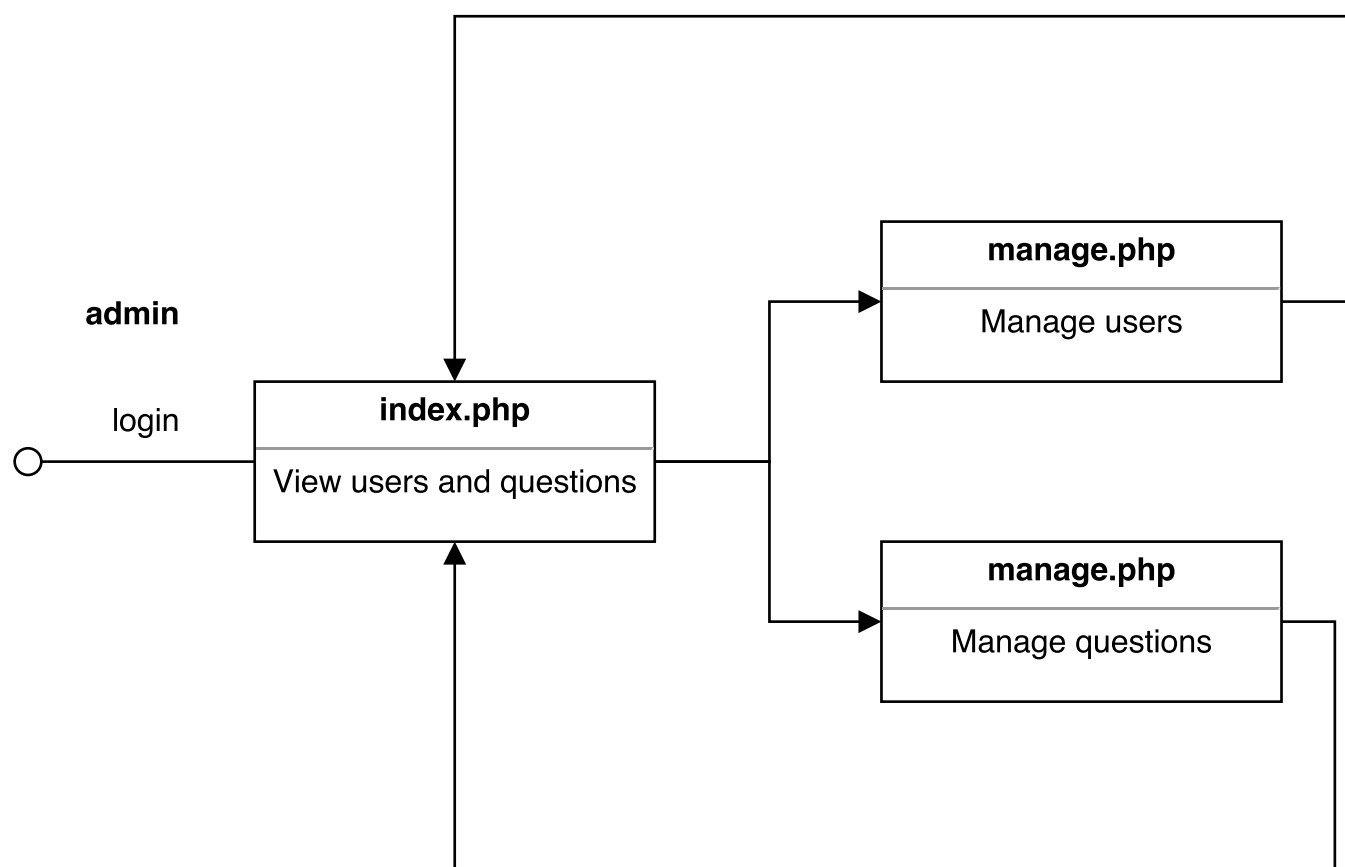 admin
login
index.php
View users and questions
manage.php
Manage users
manage.php
Manage questions